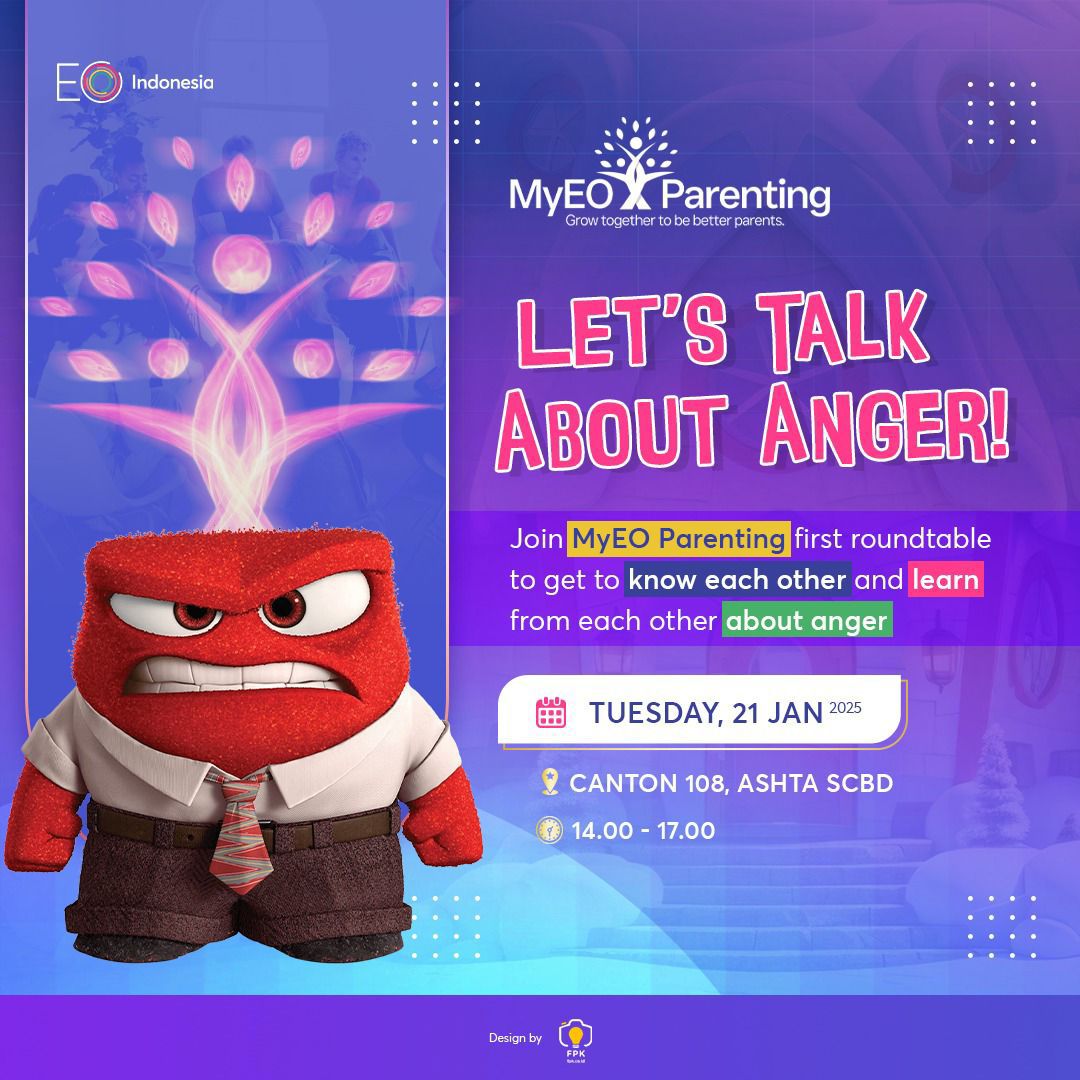 EO Indonesia
MyEO Parenting
Grow together to be better parents.
LET'S TALK
ABOUT ANGER!
Join MyEO Parenting first roundtable
to get to know each other and learn
from each other about anger
TUESDAY, 21 JAN 2025
CANTON 108, ASHTA SCBD
14.00 - 17.00
Design by
FPK